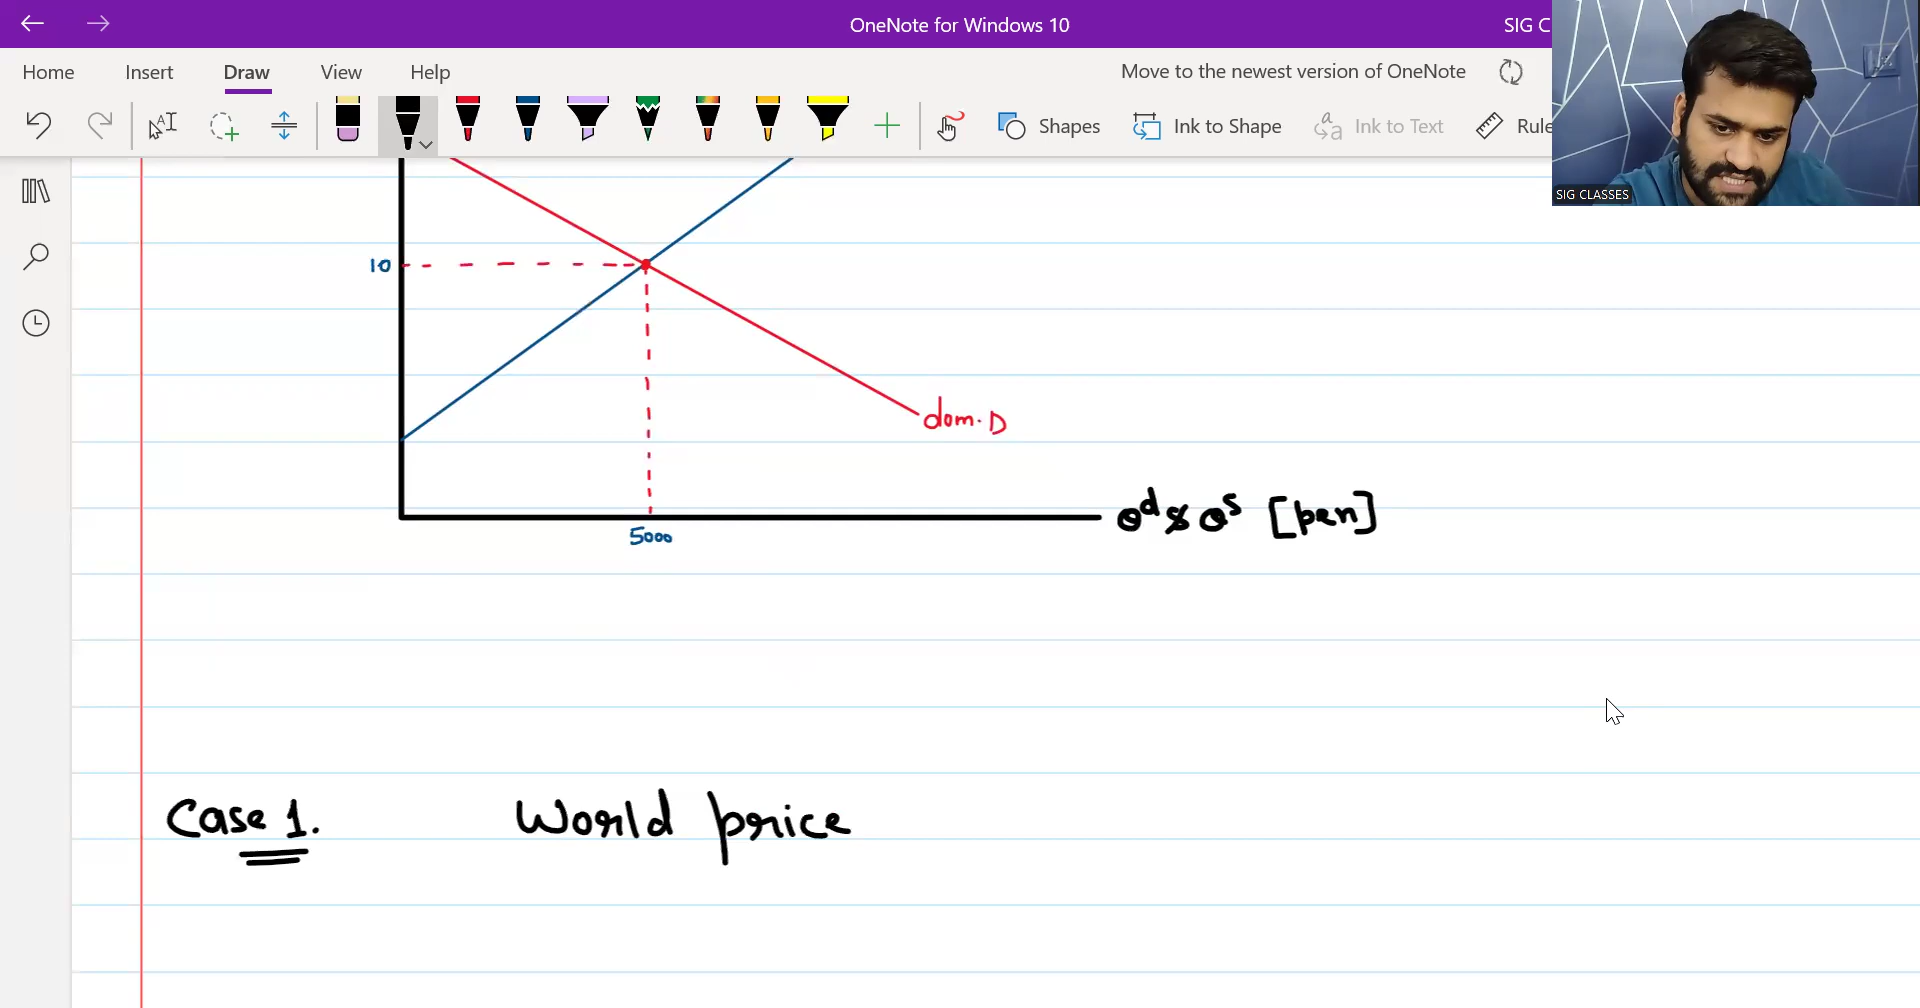 OneNote for Windows 10
SIG C
Home Insert Draw View Help
Move to the newest version of OneNote
Shapes
Ink to Shape
Ink to Text
Rule
SIG CLASSES
10
dom. D
5000
Qd & Qs [pen]
Case 1. World price